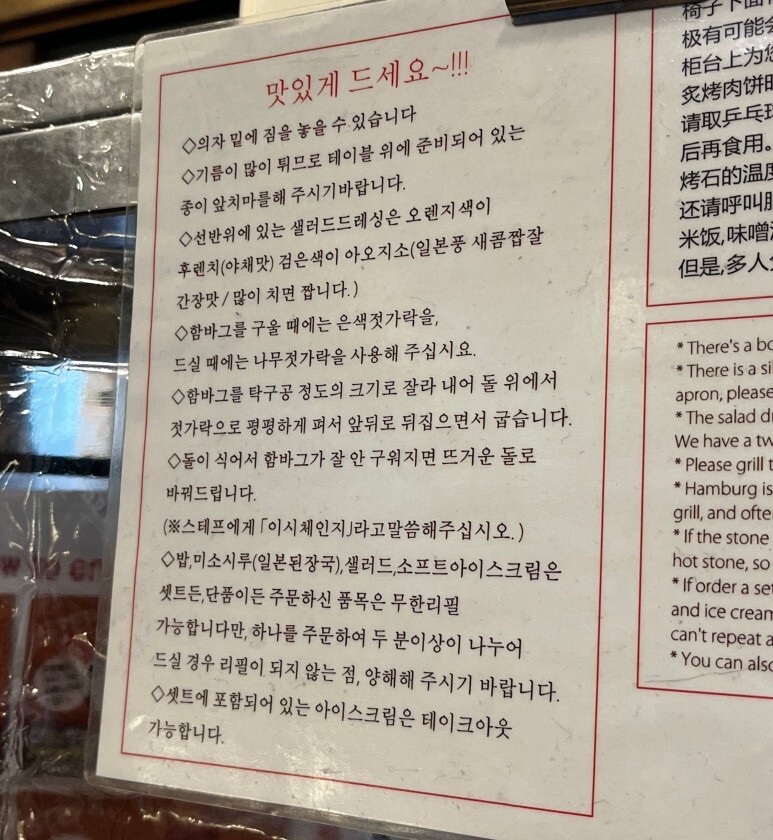 맛있게 드세요~!!!
◇의자 밑에 짐을 놓을 수 있습니다
◇기름이 많이 튀므로 테이블 위에 준비되어 있는
종이 앞치마를해 주시기바랍니다.
◇선반위에 있는 샐러드드레싱은 오렌지색이
후렌치(야채맛) 검은색이 아오지소(일본풍 새콤짭잘
간장맛 / 많이 치면 짭니다.)
◇함바그를 구울 때에는 은색젓가락을,
드실 때에는 나무젓가락을 사용해 주십시요.
◇함바그를 탁구공 정도의 크기로 잘라 내어 돌 위에서
젓가락으로 평평하게 펴서 앞뒤로 뒤집으면서 굽습니다.
◇돌이 식어서 함바그가 잘 안 구워지면 뜨거운 돌로
바꿔드립니다.
(※스테프에게 「이시체인지」라고말씀해주십시오.)
◇밥,미소시루(일본된장국),샐러드,소프트아이스크림은
셋트든,단품이든 주문하신 품목은 무한리필
가능합니다만, 하나를 주문하여 두 분이상이 나누어
드실 경우 리필이 되지 않는 점, 양해해 주시기 바랍니다.
◇셋트에 포함되어 있는 아이스크림은 테이크아웃
가능합니다.
椅子下面
极有可能会
柜台上为您
炙烤肉饼时
请取乒乓球
后再食用。
烤石的温度
还请呼叫服
米饭,味噌
但是,多人
* There's a
* There is a
apron, please
* The salad
We have a
* Please grill
* Hamburg is
grill, and
* If the stone
hot stone, so
* If order a
and ice cream
can't repeat
* You can also